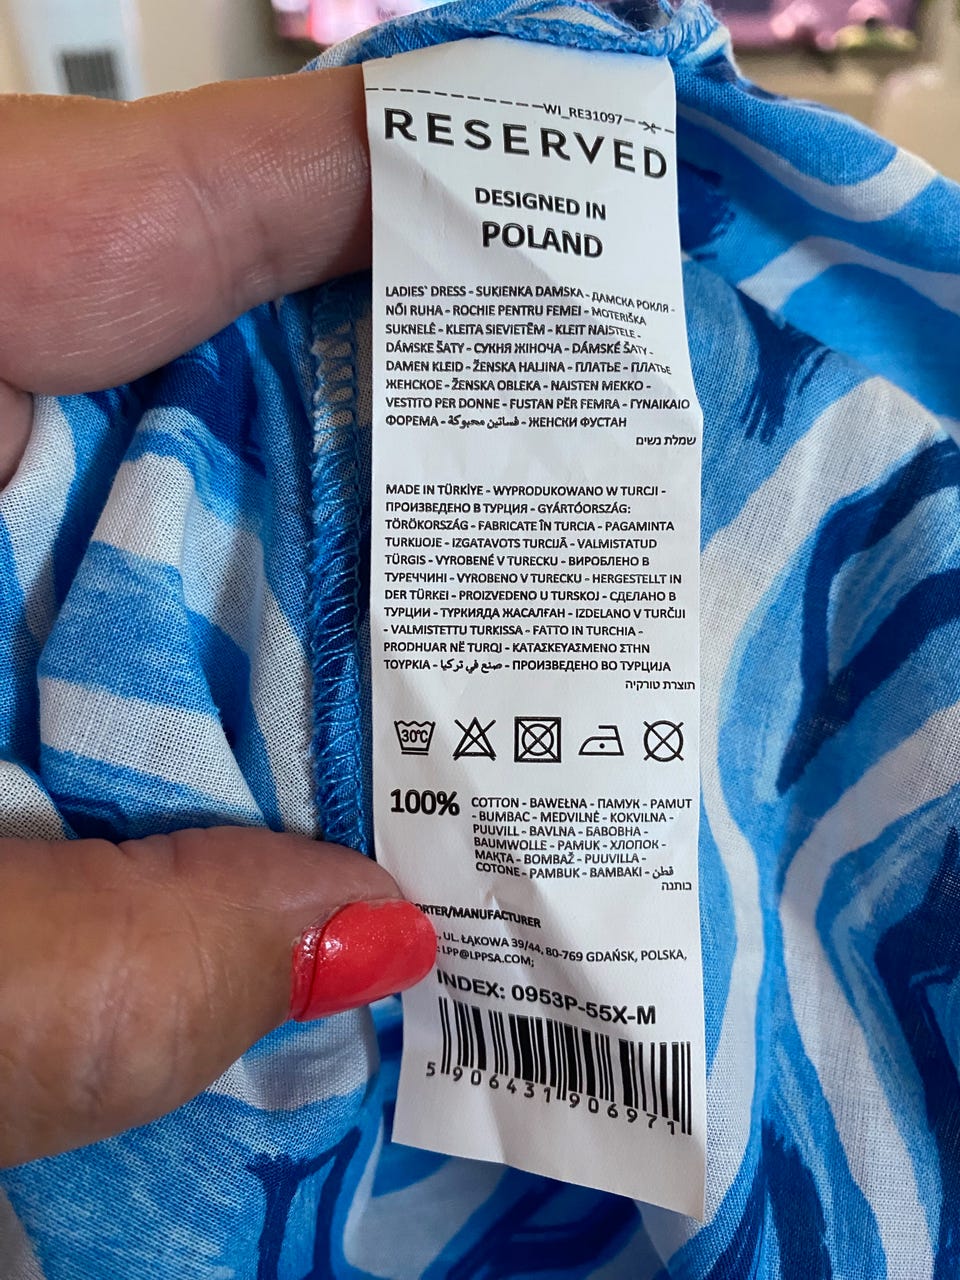 WI_RE31097
RESERVED
DESIGNED IN
POLAND
LADIES` DRESS - SUKIENKA DAMSKA - ДАМСКА РОКЛЯ -
NŐI RUHA - ROCHIE PENTRU FEMEI - MOTERIŠKA
SUKNELĖ - KLEITA SIEVIETĒM - KLEIT NAISTELE -
DÁMSKE ŠATY - СУКНЯ ЖІНОЧА - DÁMSKÉ ŠATY -
DAMEN KLEID - ŽENSKA HALJINA - ПЛАТЬЕ - ПЛАТЬЕ
ЖЕНСКОЕ - ŽENSKA OBLEKA - NAISTEN MEKKO -
VESTITO PER DONNE - FUSTAN PËR FEMRA - ΓΥΝΑΙΚΑΙΟ
ΦΟΡΕΜΑ - فساتين محبوكة - ЖЕНСКИ ФУСТАН
שמלת נשים
MADE IN TÜRKİYE - WYPRODUKOWANO W TURCJI -
ПРОИЗВЕДЕНО В ТУРЦИЯ - GYÁRTÓORSZÁG:
TÖRÖKORSZÁG - FABRICATE ÎN TURCIA - PAGAMINTA
TURKIJOJE - IZGATAVOTS TURCIJĀ - VALMISTATUD
TÜRGIS - VYROBENÉ V TURECKU - ВИРОБЛЕНО В
ТУРЕЧЧИНІ - VYROBENO V TURECKU - HERGESTELLT IN
DER TÜRKEI - PROIZVEDENO U TURSKOJ - СДЕЛАНО В
ТУРЦИИ - ТҮРКИЯДА ЖАСАЛҒАН - IZDELANO V TURČIJI
- VALMISTETTU TURKISSA - FATTO IN TURCHIA -
PRODHUAR NË TURQI - ΚΑΤΑΣΚΕΥΑΣΜΕΝΟ ΣΤΗΝ
ΤΟΥΡΚΙΑ - صنع في تركيا - ПРОИЗВЕДЕНО ВО ТУРЦИЈА
תוצרת טורקיה
30°C
100% COTTON - BAWEŁNA - ПАМУК - PAMUT
- BUMBAC - MEDVILNĖ - KOKVILNA -
PUUVILL - BAVLNA - БАВОВНА -
BAUMWOLLE - PAMUK - ХЛОПОК -
МАҚТА - BOMBAŽ - PUUVILLA -
COTONE - PAMBUK - ΒΑΜΒΑΚΙ - قطن
כותנה
ORTER/MANUFACTURER
., UL. ŁĄKOWA 39/44, 80-769 GDAŃSK, POLSKA,
: LPP@LPPSA.COM;
INDEX: 0953P-55X-M
5 906431 906971